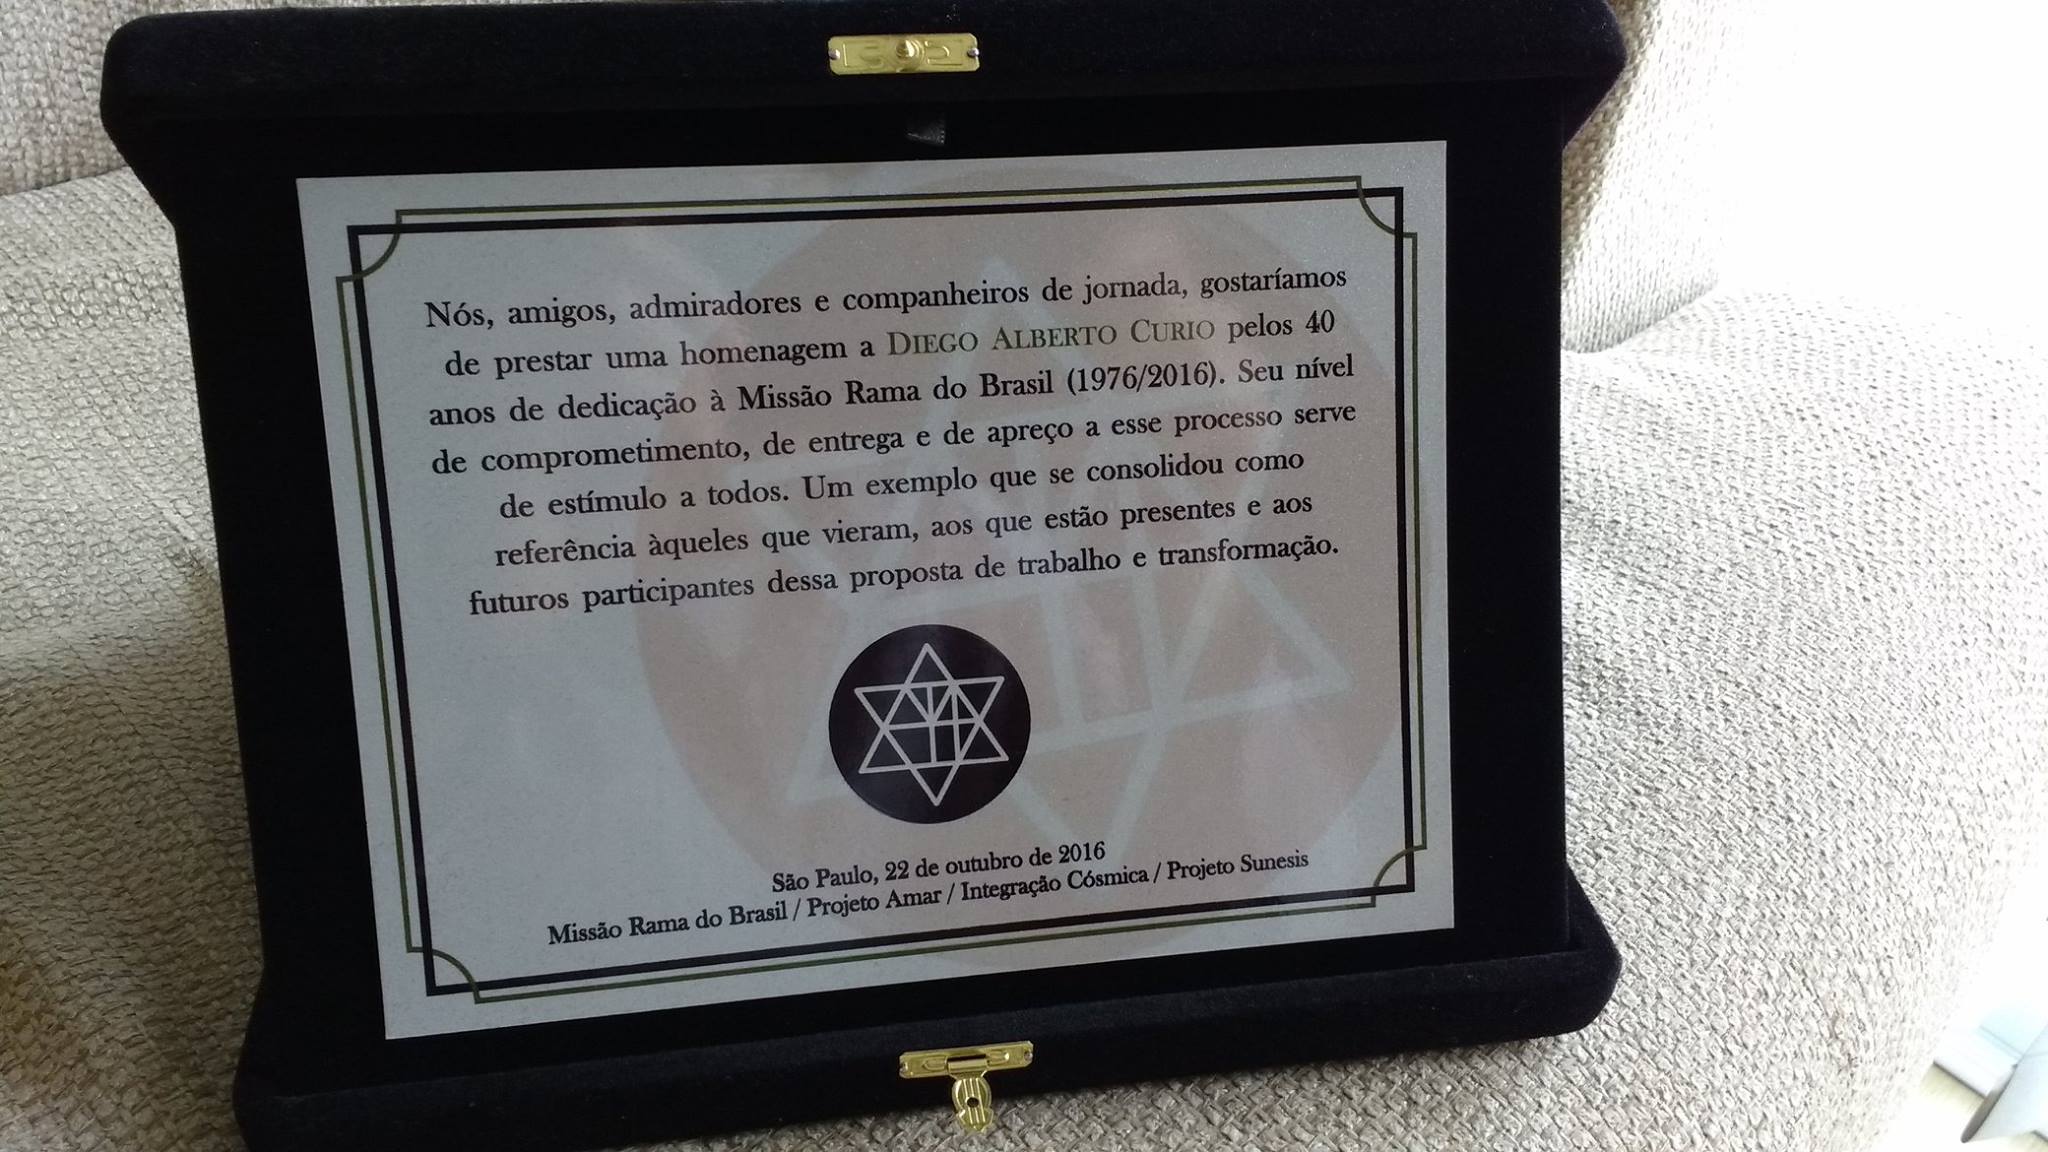 Nós, amigos, admiradores e companheiros de jornada, gostaríamos
de prestar uma homenagem a DIEGO ALBERTO CURIO pelos 40
anos de dedicação à Missão Rama do Brasil (1976/2016). Seu nível
de comprometimento, de entrega e de apreço a esse processo serve
de estímulo a todos. Um exemplo que se consolidou como
referência àqueles que vieram, aos que estão presentes e aos
futuros participantes dessa proposta de trabalho e transformação.
São Paulo, 22 de outubro de 2016
Missão Rama do Brasil / Projeto Amar / Integração Cósmica / Projeto Sunesis